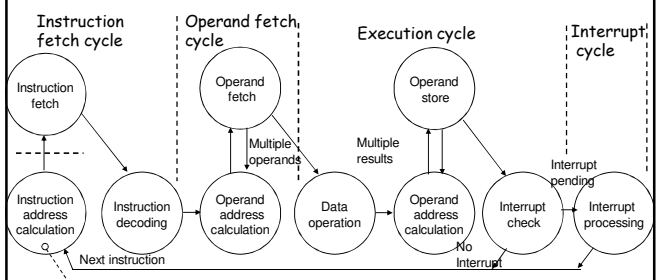 Instruction
fetch cycle
Operand fetch
cycle
Execution cycle
Interrupt
cycle
Instruction
fetch
Operand
fetch
Operand
store
Multiple
operands
Multiple
results
Interrupt
pending
Instruction
address
calculation
Instruction
decoding
Operand
address
calculation
Data
operation
Operand
address
calculation
Interrupt
check
Interrupt
processing
No
Interrupt
Next instruction